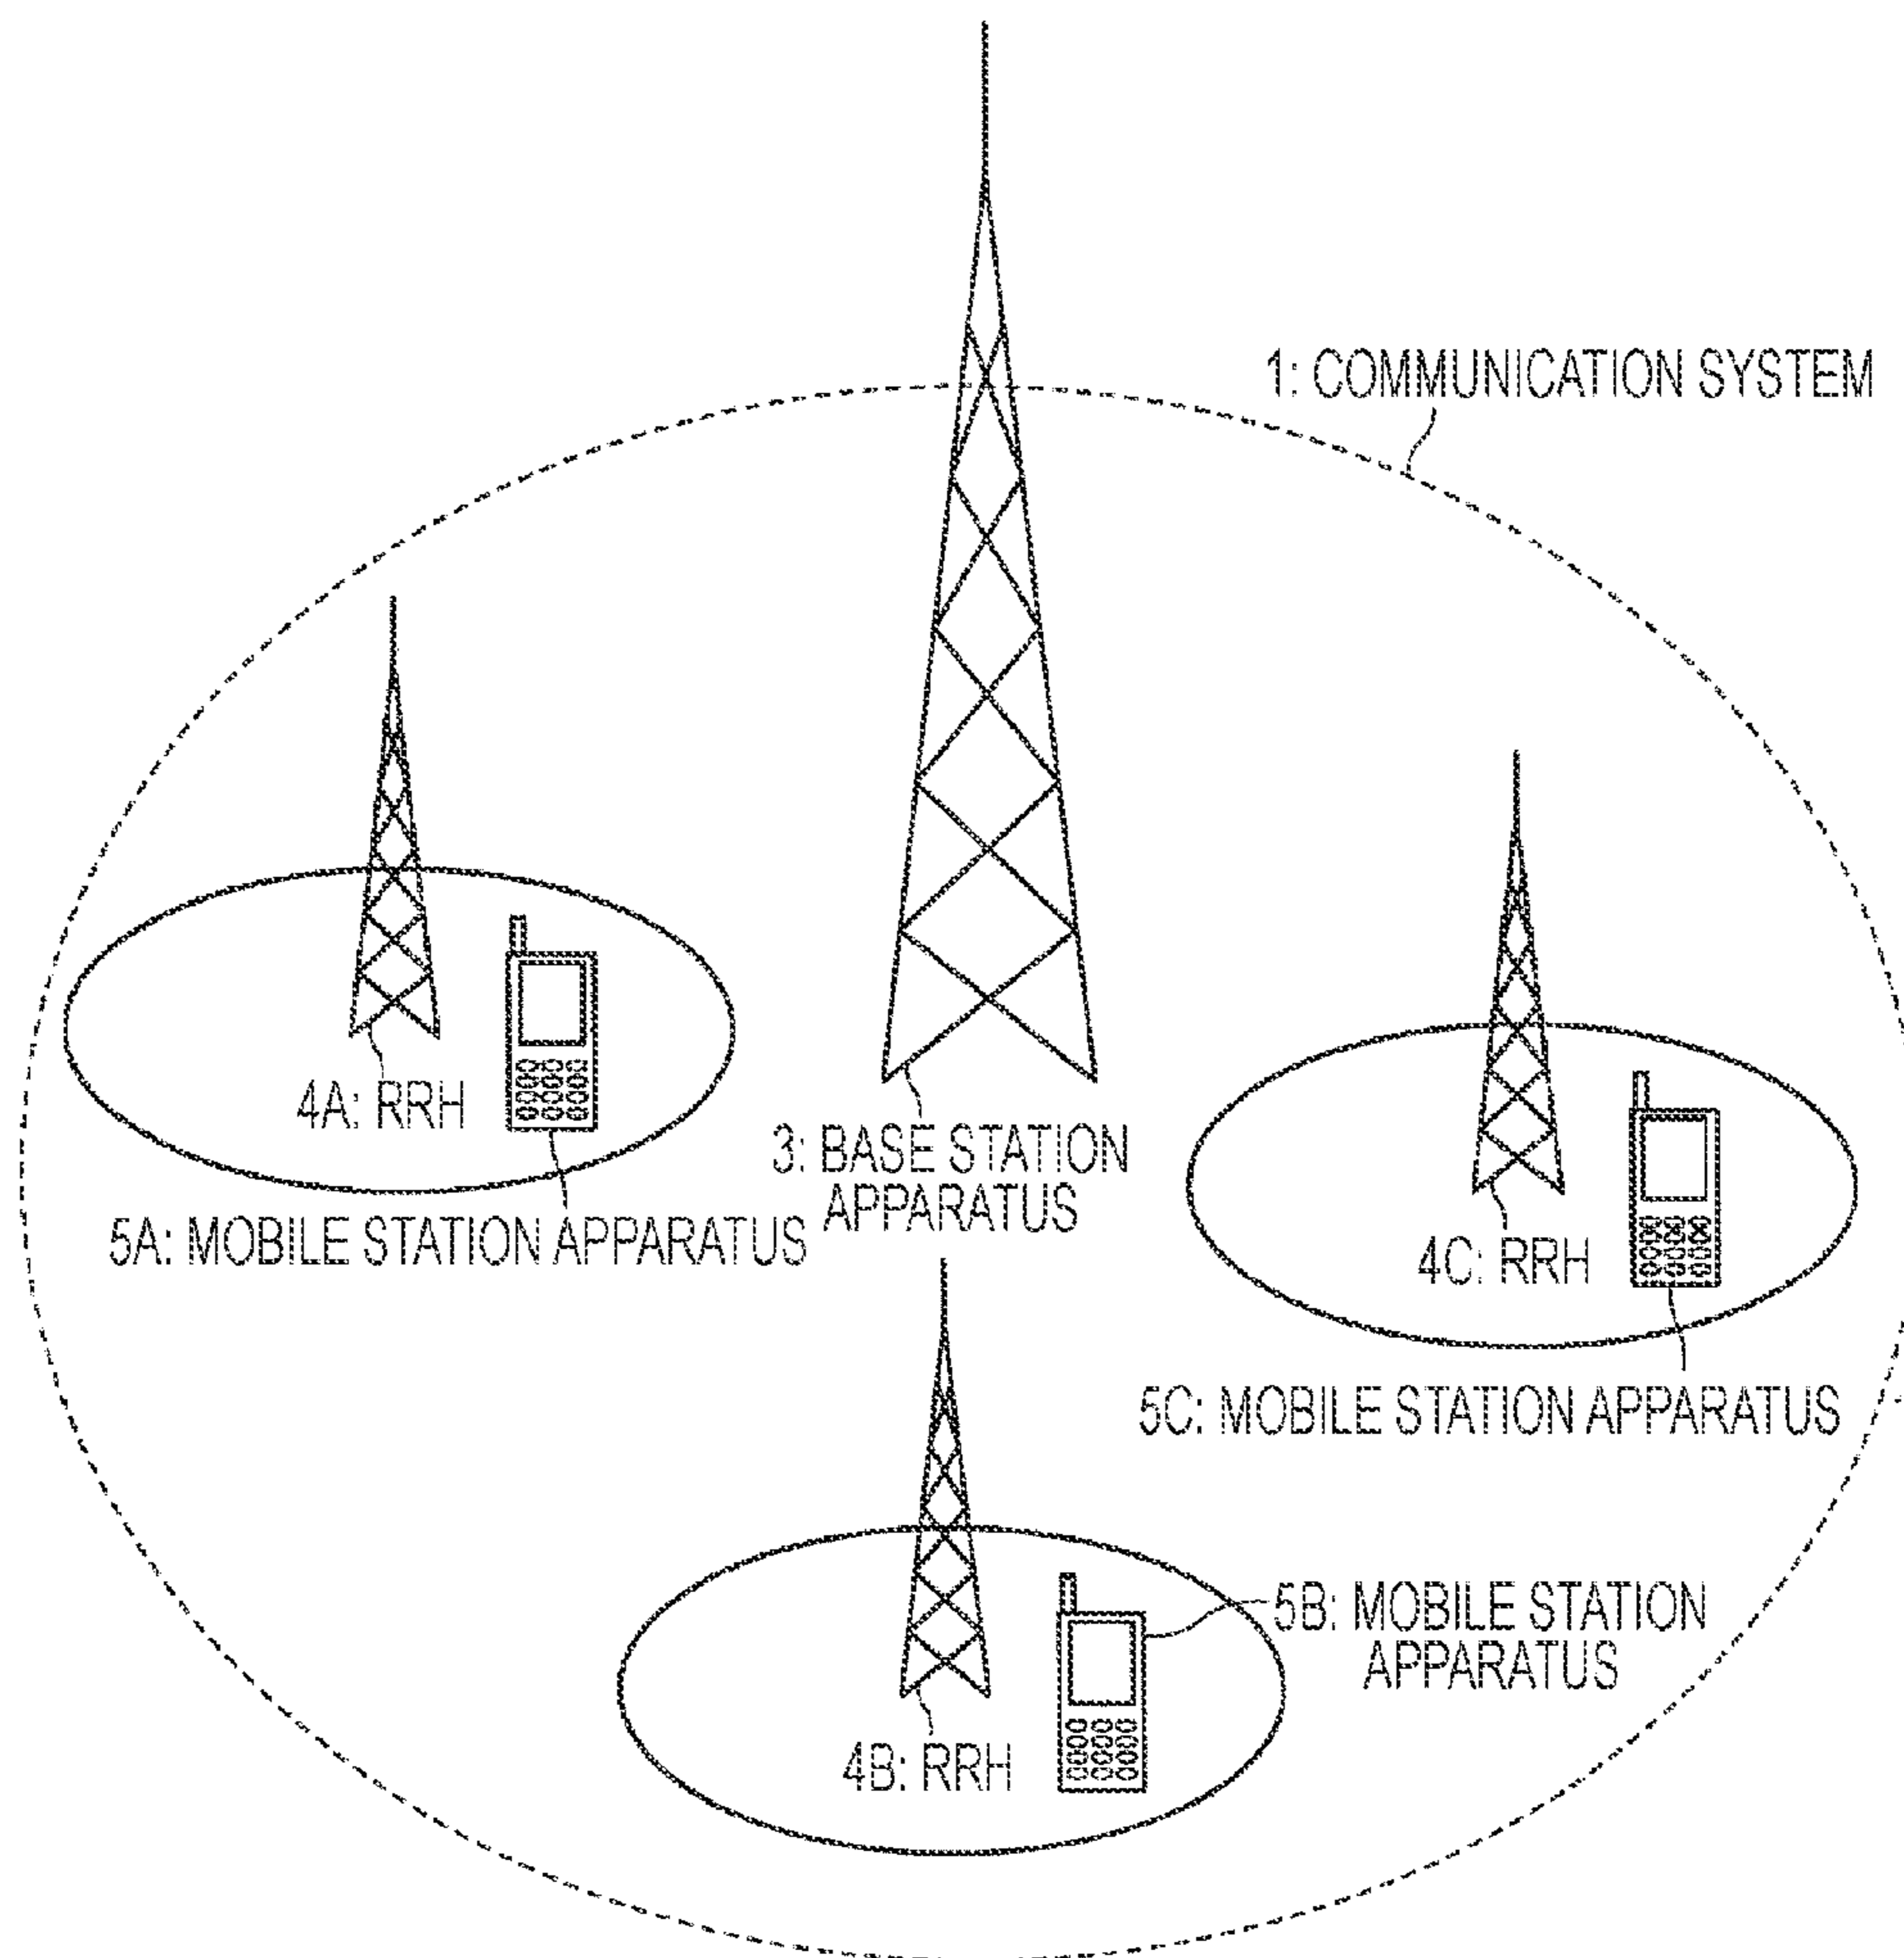 1: COMMUNICATION SYSTEM
4A: RRH
3: BASE STATION
APPARATUS
5A: MOBILE STATION APPARATUS
4C: RRH
5C: MOBILE STATION APPARATUS
5B: MOBILE STATION
APPARATUS
4B: RRH